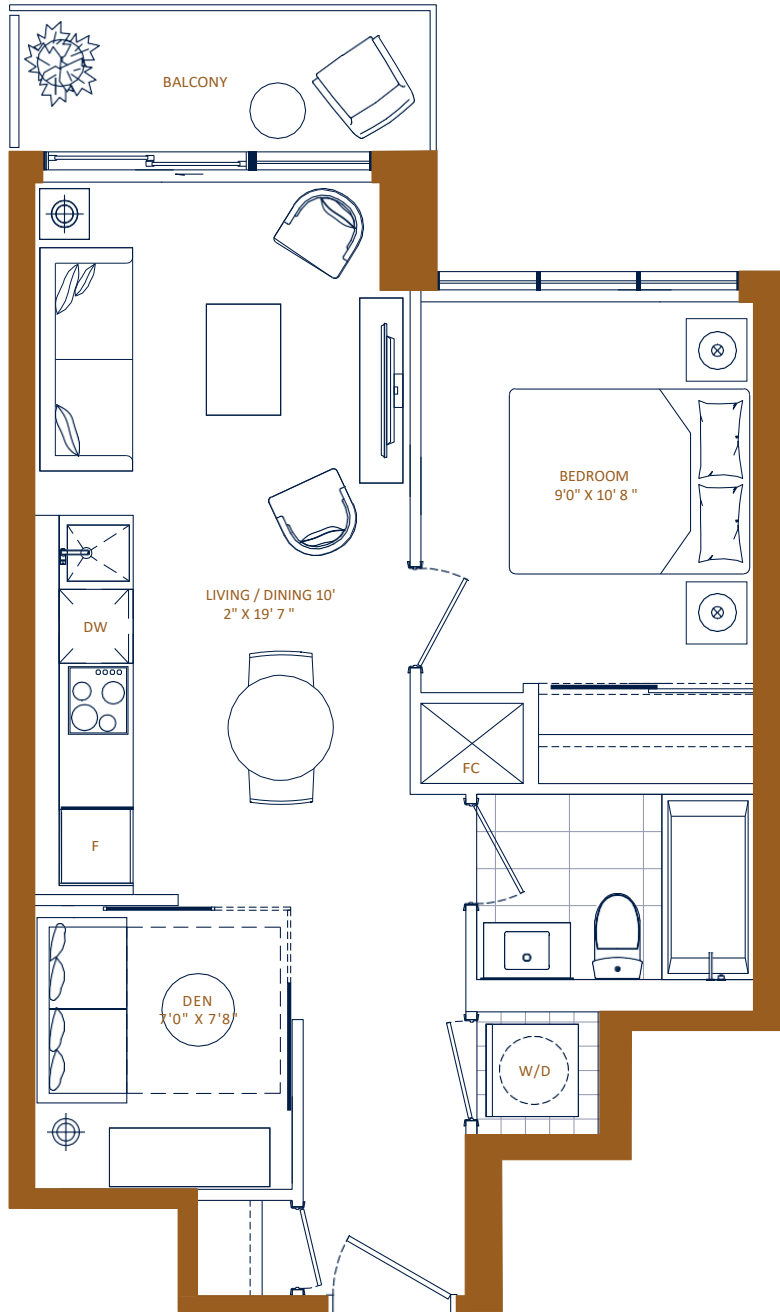 BALCONY
BEDROOM
9'0" X 10' 8 "
LIVING / DINING 10'
2" X 19' 7 "
DW
FC
F
DEN
7'0" X 7'8"
W/D